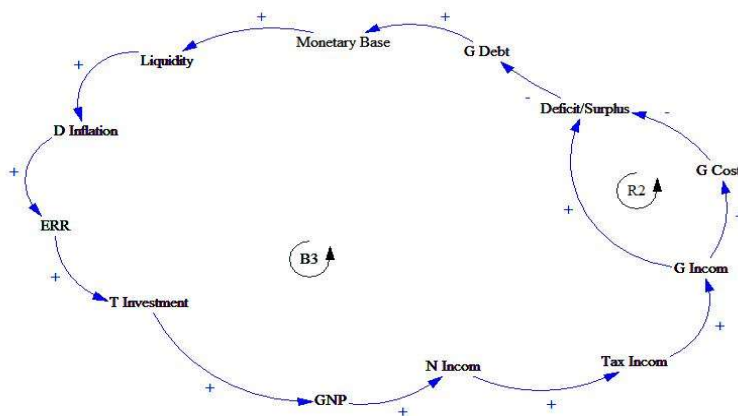 +
+
+
Monetary Base
G Debt
Liquidity
+
-
Deficit/Surplus
-
D Inflation
G Cost
+
R2
+
+
ERR
B3
G Incom
+
T Investment
+
Tax Incom
N Incom
+
+
GNP
+